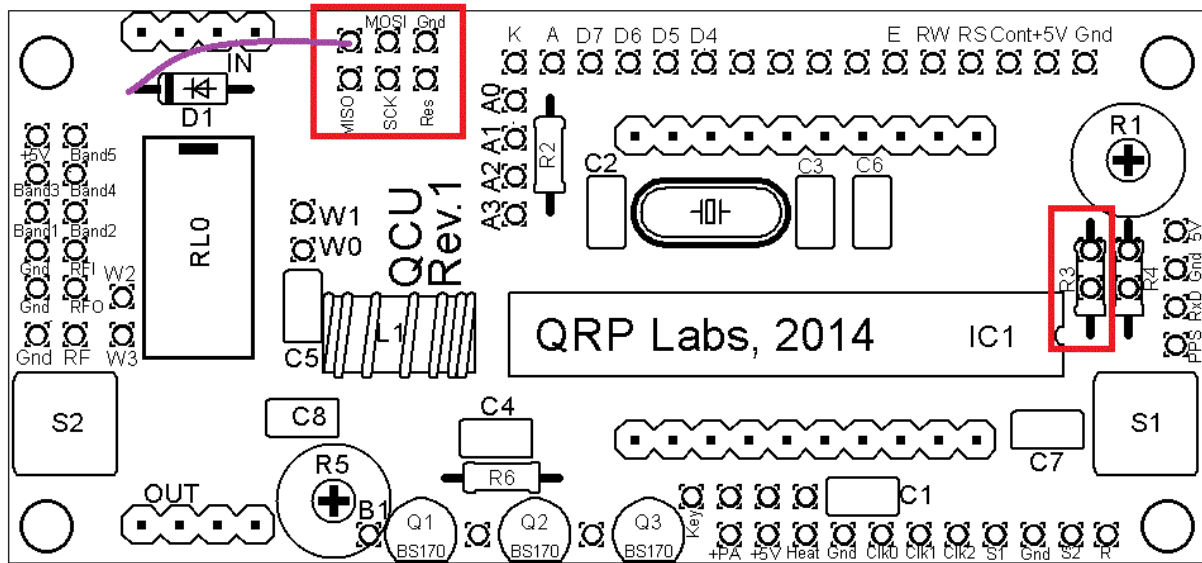 MOSI Gnd
IN
MISO SCK Res
D1
K A D7 D6 D5 D4 E RW RS Cont +5V Gnd
A0
A1
A2
A3
R2
C2
C3
C6
R1
+5V Band5
Band3 Band4
Band1 Band2
Gnd RFI
Gnd RFO
Gnd RF
W2
W3
RL0
W1
W0
QCU
Rev.1
C5
L1
QRP Labs, 2014
IC1
R3
R4
5V
Gnd
RxD
PPS
S2
C8
C4
R6
R5
OUT
B1
Q1
BS170
Q2
BS170
Q3
BS170
C7
S1
C1
Key
+PA +5V Heat Gnd Clk0 Clk1 Clk2 S1 Gnd S2 R